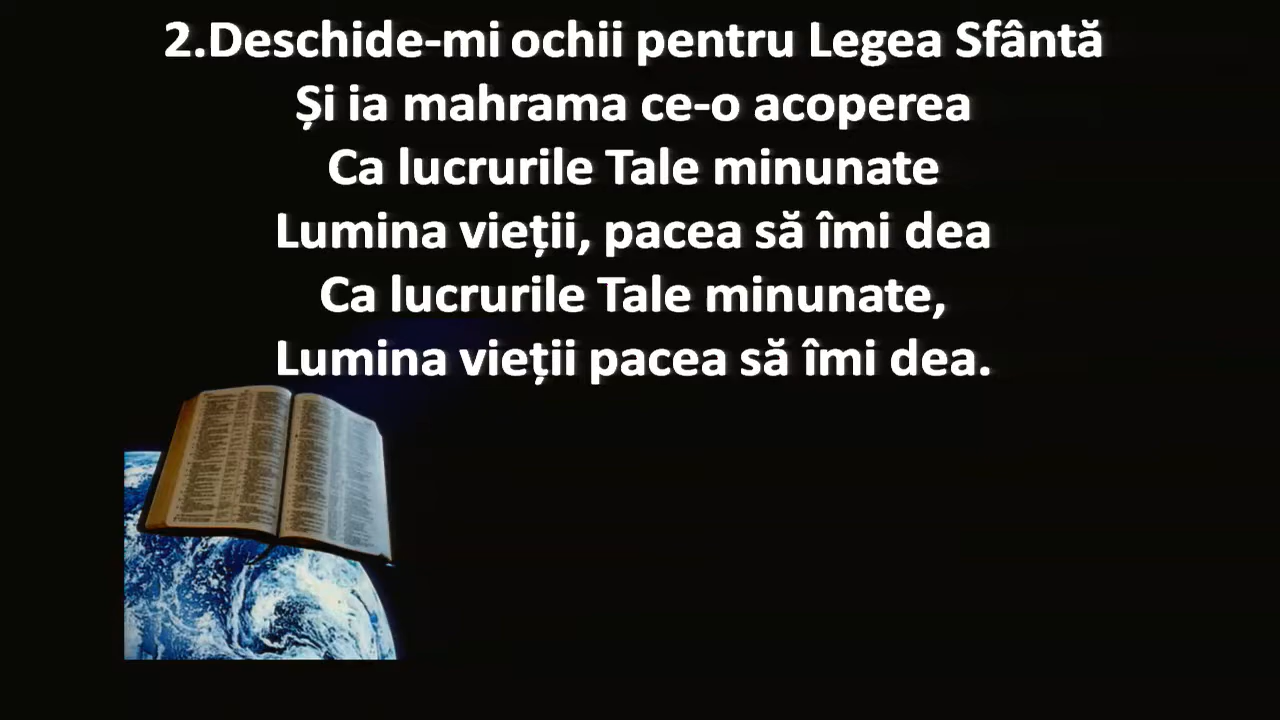 2.Deschide-mi ochii pentru Legea Sfântă
Și ia mahrama ce-o acoperea
Ca lucrurile Tale minunate
Lumina vieții, pacea să îmi dea
Ca lucrurile Tale minunate,
Lumina vieții pacea să îmi dea.